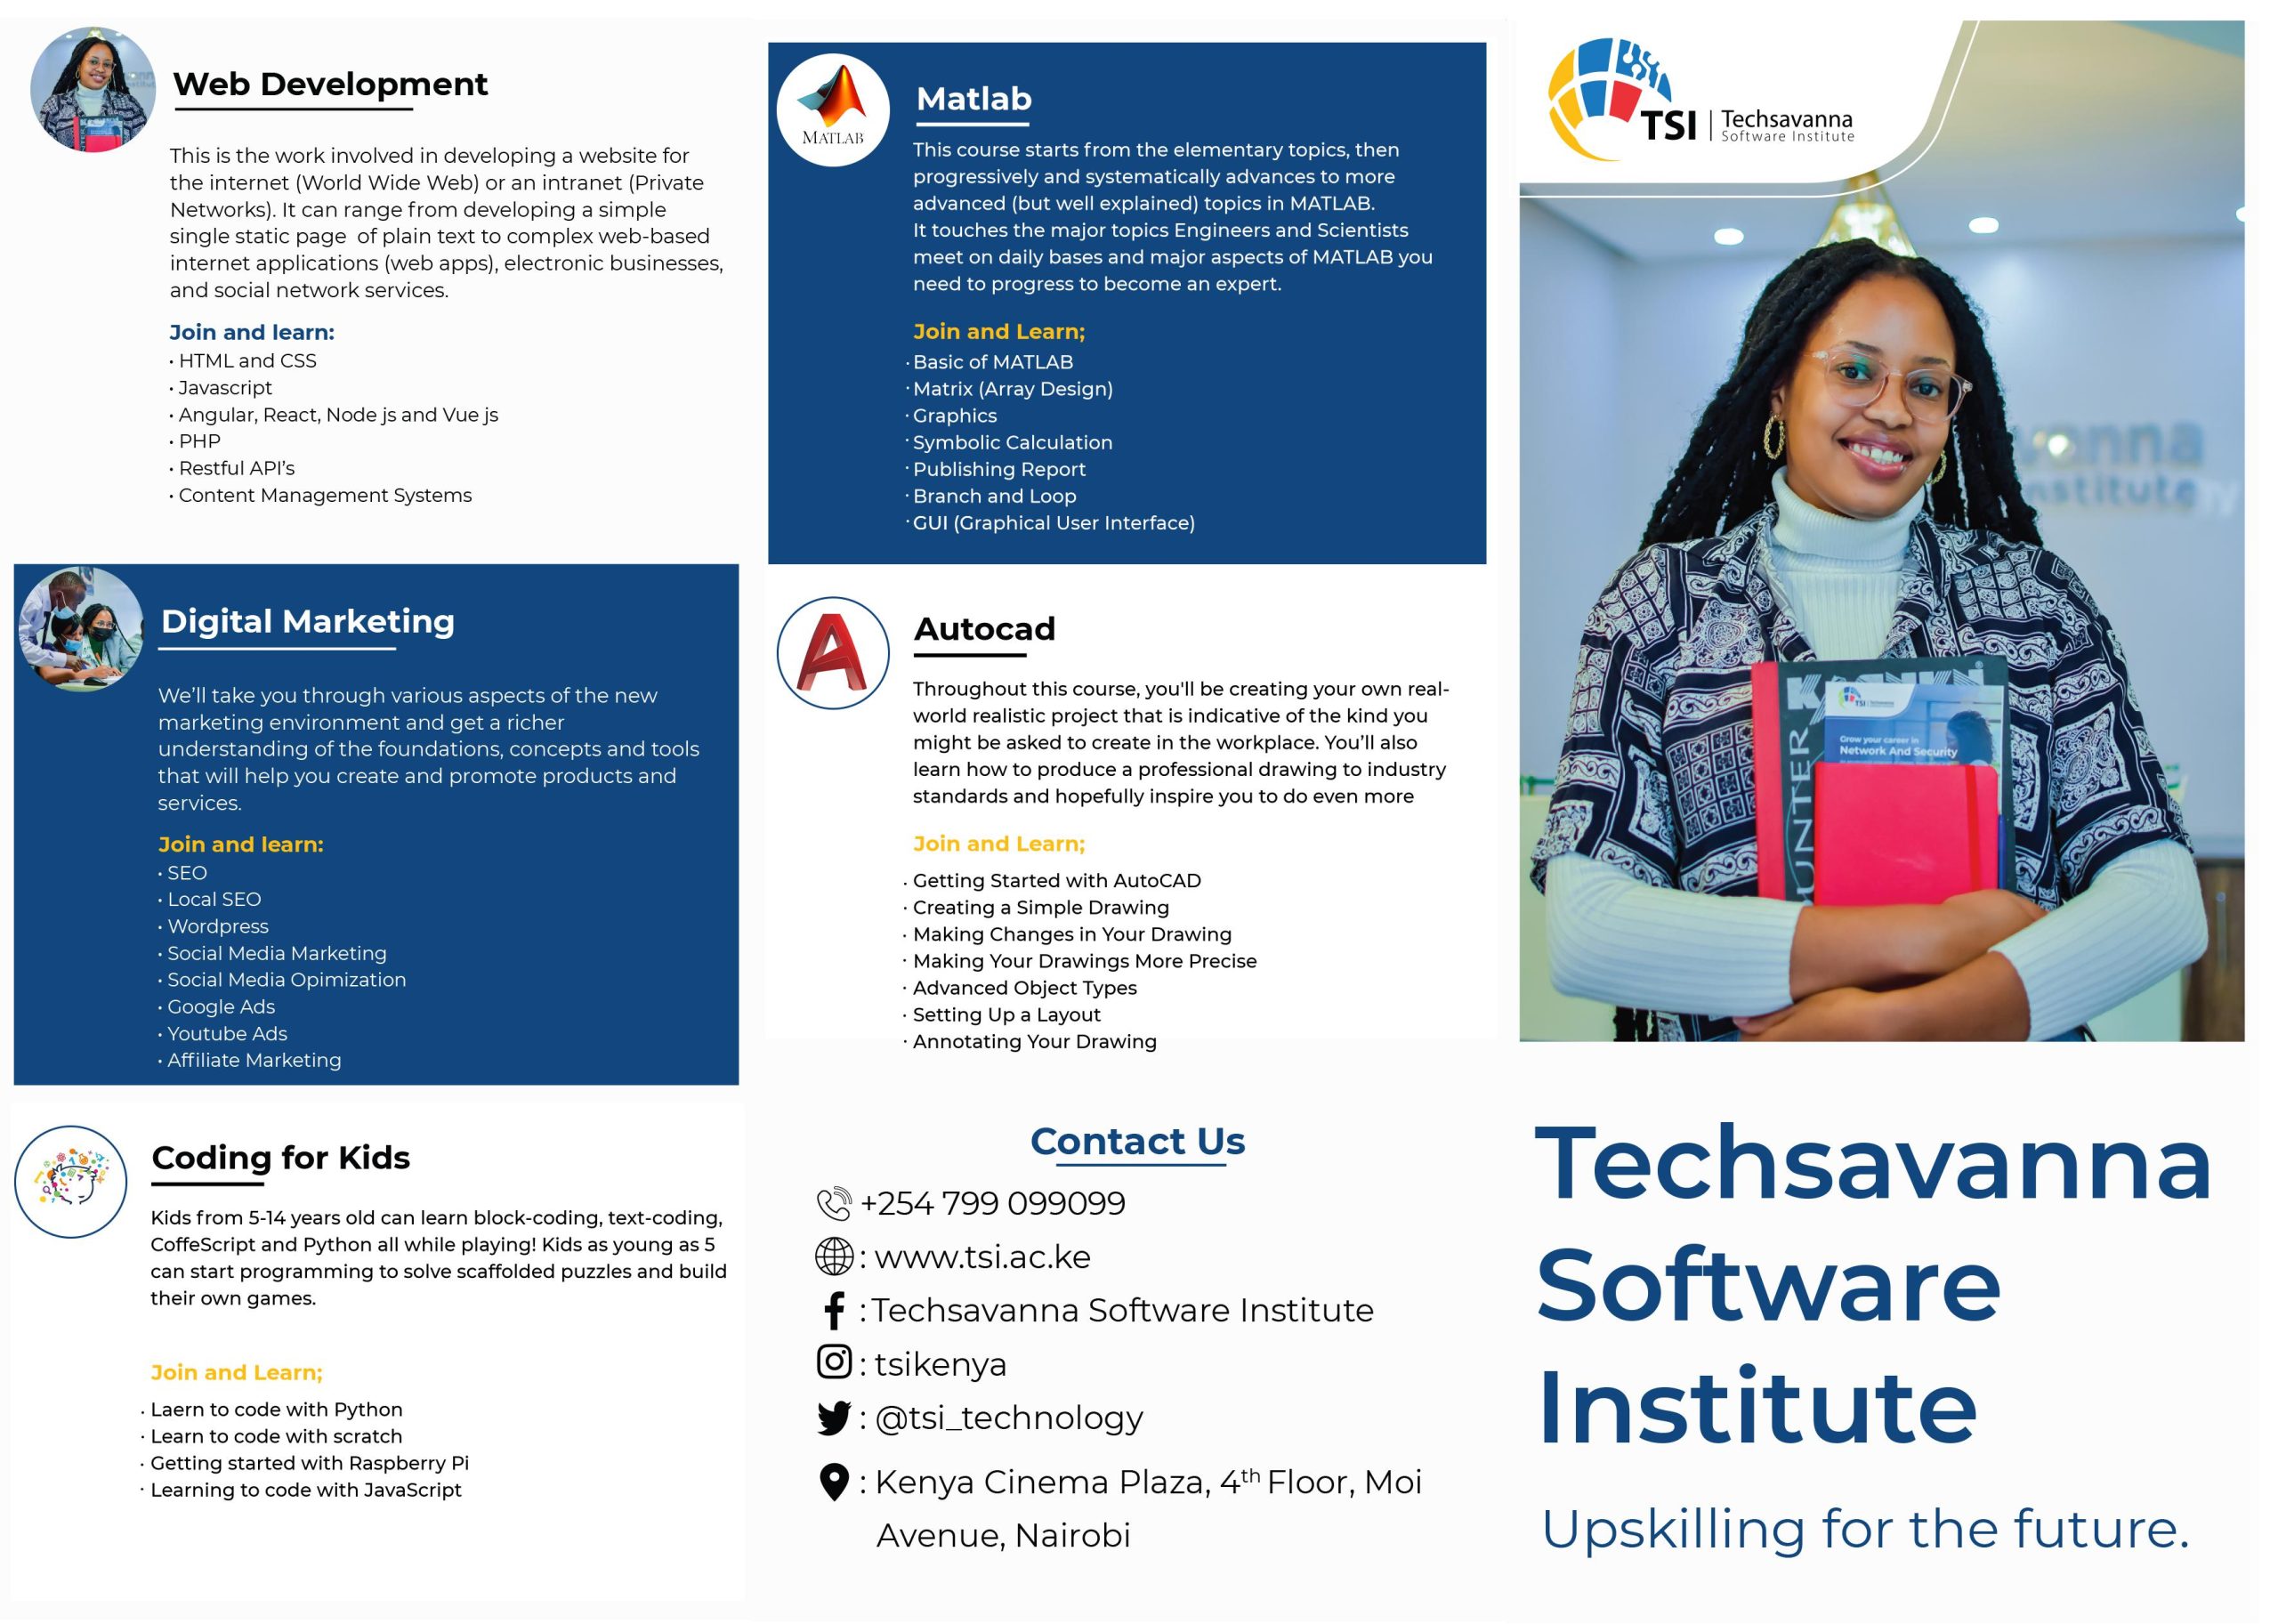 Web Development
This is the work involved in developing a website for
the internet (World Wide Web) or an intranet (Private
Networks). It can range from developing a simple
single static page of plain text to complex web-based
internet applications (web apps), electronic businesses,
and social network services.
Join and learn:
• HTML and CSS
• Javascript
• Angular, React, Node js and Vue js
• PHP
• Restful API's
• Content Management Systems
Digital Marketing
We'll take you through various aspects of the new
marketing environment and get a richer
understanding of the foundations, concepts and tools
that will help you create and promote products and
services.
Join and learn:
• SEO
• Local SEO
• Wordpress
• Social Media Marketing
• Social Media Opimization
• Google Ads
• Youtube Ads
• Affiliate Marketing
Coding for Kids
Kids from 5-14 years old can learn block-coding, text-coding,
CoffeScript and Python all while playing! Kids as young as 5
can start programming to solve scaffolded puzzles and build
their own games.
Join and Learn;
· Laern to code with Python
· Learn to code with scratch
· Getting started with Raspberry Pi
· Learning to code with JavaScript
MATLAB
Matlab
This course starts from the elementary topics, then
progressively and systematically advances to more
advanced (but well explained) topics in MATLAB.
It touches the major topics Engineers and Scientists
meet on daily bases and major aspects of MATLAB you
need to progress to become an expert.
Join and Learn;
· Basic of MATLAB
· Matrix (Array Design)
· Graphics
· Symbolic Calculation
· Publishing Report
· Branch and Loop
· GUI (Graphical User Interface)
Autocad
Throughout this course, you'll be creating your own real-
world realistic project that is indicative of the kind you
might be asked to create in the workplace. You'll also
learn how to produce a professional drawing to industry
standards and hopefully inspire you to do even more
Join and Learn;
· Getting Started with AutoCAD
· Creating a Simple Drawing
· Making Changes in Your Drawing
· Making Your Drawings More Precise
· Advanced Object Types
· Setting Up a Layout
· Annotating Your Drawing
Contact Us
+254 799 099099
: www.tsi.ac.ke
: Techsavanna Software Institute
: tsikenya
: @tsi_technology
: Kenya Cinema Plaza, 4th Floor, Moi
Avenue, Nairobi
TSI | Techsavanna
Software Institute
vanna
nstitute
TSI
Grow your career in
Network And Security
UNTER
Techsavanna
Software
Institute
Upskilling for the future.